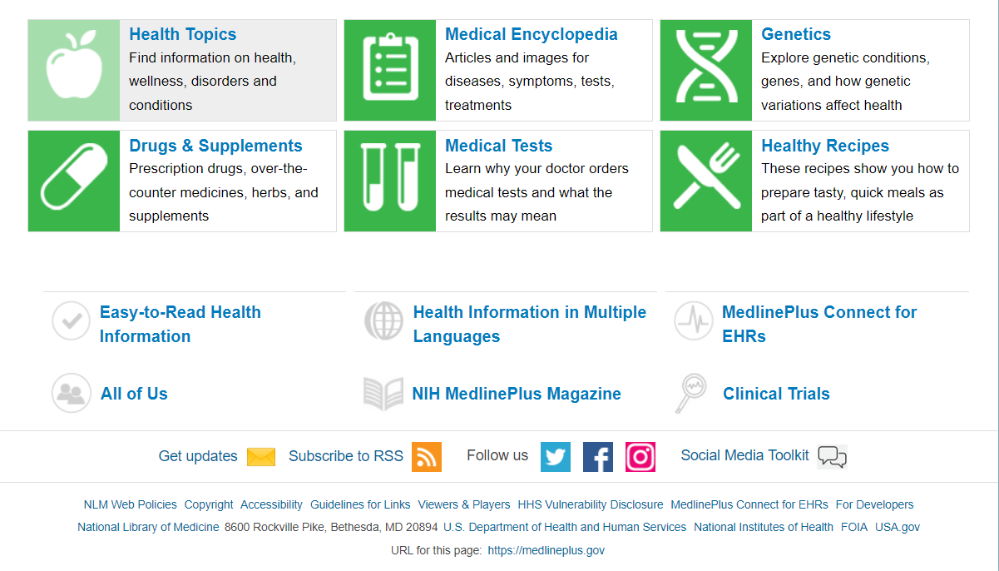 Health Topics
Find information on health,
wellness, disorders and
conditions
Medical Encyclopedia
Articles and images for
diseases, symptoms, tests,
treatments
Genetics
Explore genetic conditions,
genes, and how genetic
variations affect health
Drugs & Supplements
Prescription drugs, over-the-
counter medicines, herbs, and
supplements
Medical Tests
Learn why your doctor orders
medical tests and what the
results may mean
Healthy Recipes
These recipes show you how to
prepare tasty, quick meals as
part of a healthy lifestyle
Easy-to-Read Health
Information
Health Information in Multiple
Languages
MedlinePlus Connect for
EHRs
All of Us
NIH MedlinePlus Magazine
Clinical Trials
Get updates Subscribe to RSS Follow us Social Media Toolkit
NLM Web Policies Copyright Accessibility Guidelines for Links Viewers & Players HHS Vulnerability Disclosure MedlinePlus Connect for EHRs For Developers
National Library of Medicine 8600 Rockville Pike, Bethesda, MD 20894 U.S. Department of Health and Human Services National Institutes of Health FOIA USA.gov
URL for this page: https://medlineplus.gov